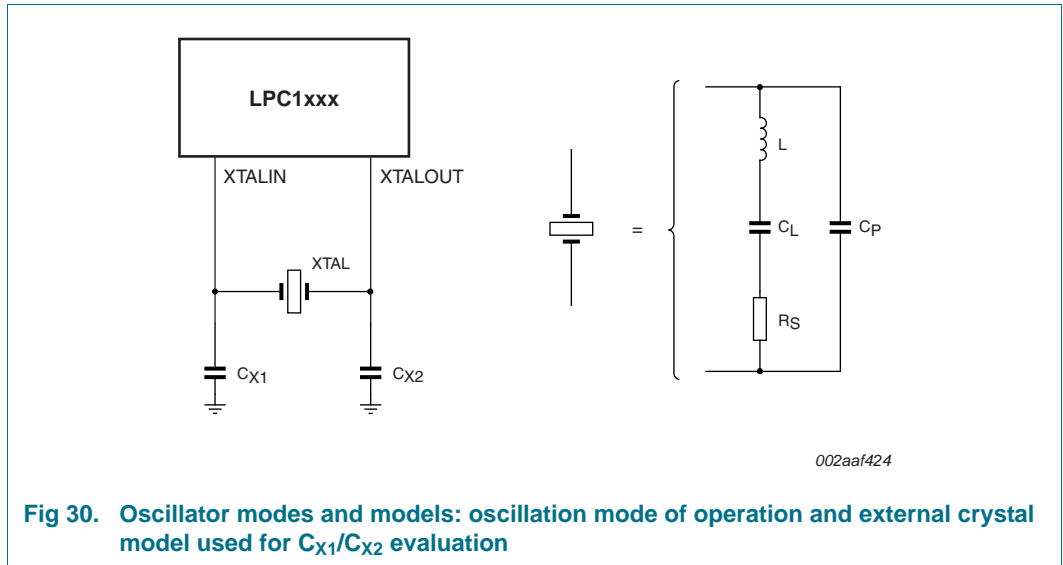 LPC1xxx
XTALIN
XTALOUT
XTAL
CX1
CX2
=
L
CL
CP
RS
002aaf424
Fig 30. Oscillator modes and models: oscillation mode of operation and external crystal
model used for CX1/CX2 evaluation